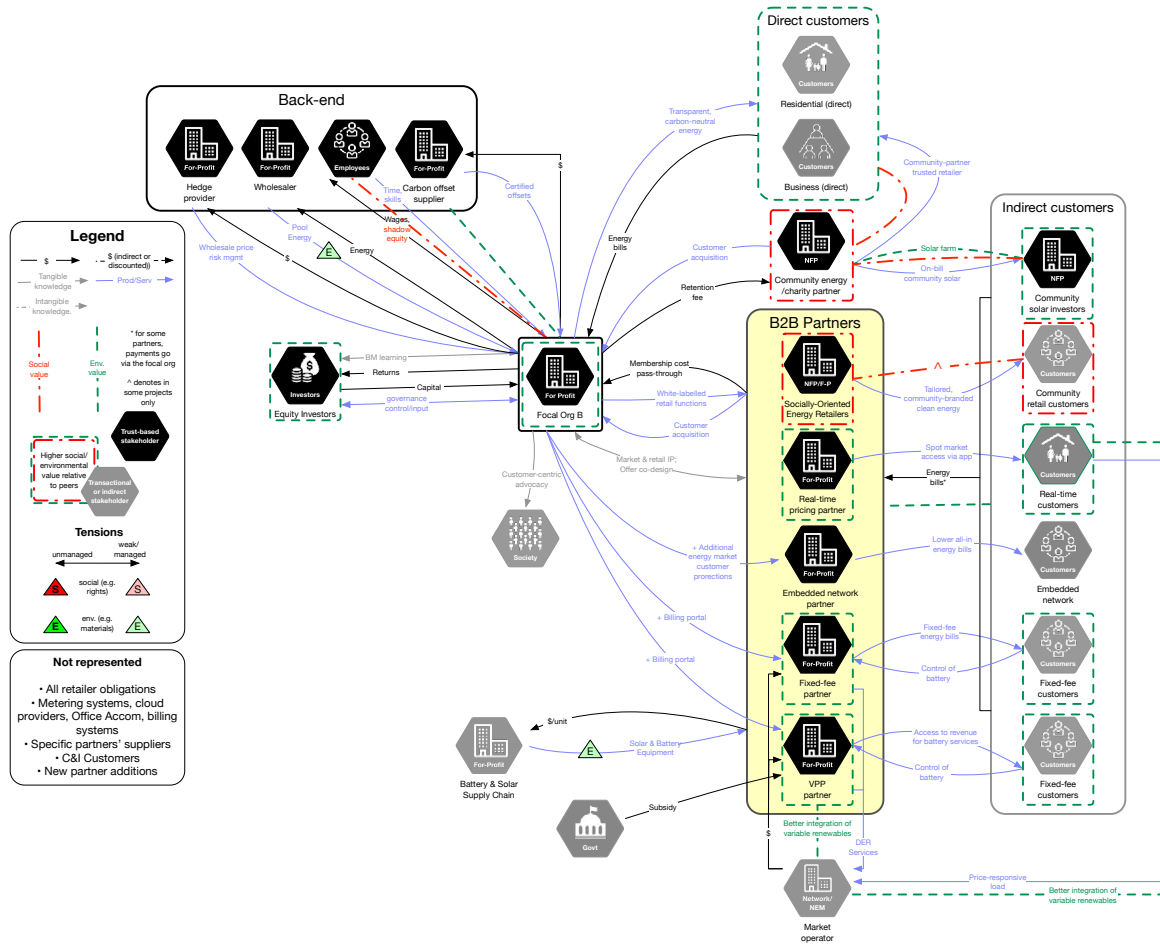 Direct customers
Customers
Residential (direct)
Customers
Business (direct)
Back-end
For-Profit
Hedge
provider
For-Profit
Wholesaler
Employees
For-Profit
Carbon offset
supplier
$
Transparent,
carbon-neutral
energy
Community-partner
trusted retailer
Time,
skills
Certified
offsets
Wages,
shadow
equity
Wholesale price
risk mgmt
Pool
Energy
E
Energy
$
Energy
bills
Customer
acquisition
Retention
fee
NFP
Community energy
/charity partner
Solar farm
On-bill
community solar
Indirect customers
NFP
Community
solar investors
Legend
$
$ (indirect or
discounted))
Tangible
knowledge
Prod/Serv
Intangible
knowledge.
Social
value
Env.
value
* for some
partners,
payments go
via the focal org
^ denotes in
some projects
only
Trust-based
stakeholder
Higher social/
environmental
value relative
to peers
Transactional
or indirect
stakeholder
Tensions
unmanaged
weak/
managed
S
social (e.g.
rights)
S
E
env. (e.g.
materials)
E
Not represented
• All retailer obligations
• Metering systems, cloud
providers, Office Accom, billing
systems
• Specific partners' suppliers
• C&I Customers
• New partner additions
Investors
Equity Investors
BM learning
Returns
Capital
governance
control/input
For Profit
Focal Org B
Membership cost
pass-through
White-labelled
retail functions
Customer
acquisition
Market & retail IP;
Offer co-design
Customer-centric
advocacy
Society
B2B Partners
NFP/F-P
Socially-Oriented
Energy Retailers
^
Tailored,
community-branded
clean energy
Customers
Community
retail customers
For-Profit
Real-time
pricing partner
Spot market
access via app
Energy
bills*
Customers
Real-time
customers
+ Additional
energy market
customer
prorections
For-Profit
Embedded network
partner
Lower all-in
energy bills
Customers
Embedded
network
+ Billing portal
For-Profit
Fixed-fee
partner
Fixed-fee
energy bills
Control of
battery
Customers
Fixed-fee
customers
+ Billing portal
For-Profit
VPP
partner
Access to revenue
for battery services
Control of
battery
Customers
Fixed-fee
customers
$/unit
For-Profit
Battery & Solar
Supply Chain
E
Solar & Battery
Equipment
Govt
Subsidy
Better integration of
variable renewables
$
DER
Services
Network/
NEM
Market
operator
Price-responsive
load
Better integration of
variable renewables